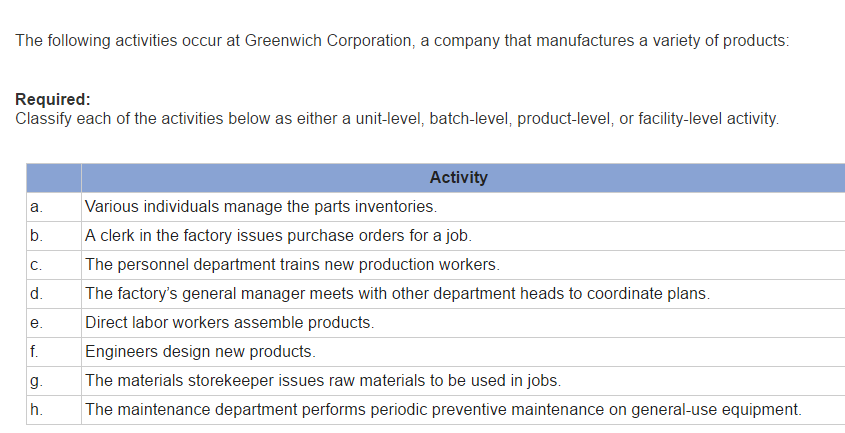 The following activities occur at Greenwich Corporation, a company that manufactures a variety of products:
Required:
Classify each of the activities below as either a unit-level, batch-level, product-level, or facility-level activity.
Activity
a. Various individuals manage the parts inventories.
b. A clerk in the factory issues purchase orders for a job.
c. The personnel department trains new production workers.
d. The factory's general manager meets with other department heads to coordinate plans.
e. Direct labor workers assemble products.
f. Engineers design new products.
g. The materials storekeeper issues raw materials to be used in jobs.
h. The maintenance department performs periodic preventive maintenance on general-use equipment.